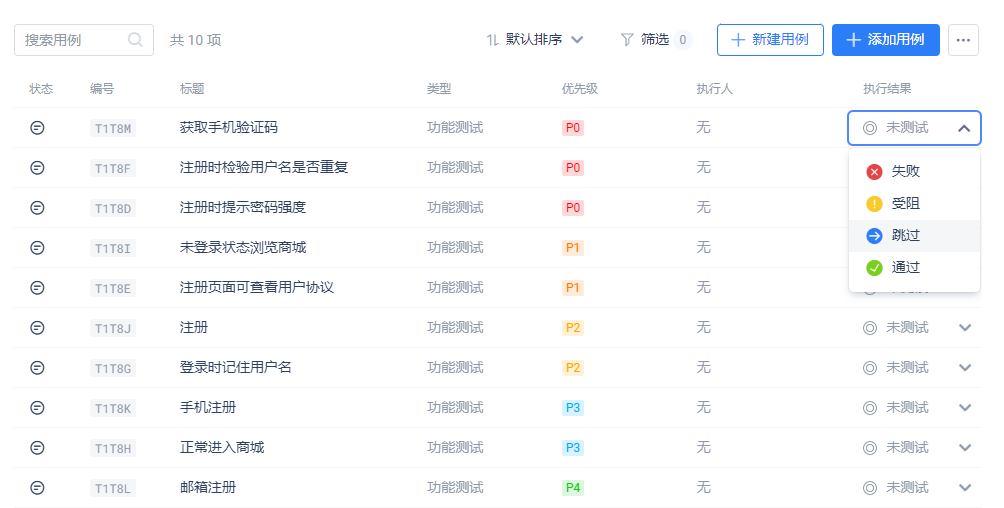 搜索用例 共 10 项 默认排序 筛选 0 新建用例 添加用例 ···
状态 编号 标题 类型 优先级 执行人 执行结果
T1T8M 获取手机验证码 功能测试 P0 无 未测试
T1T8F 注册时检验用户名是否重复 功能测试 P0 无 失败
T1T8D 注册时提示密码强度 功能测试 P0 无 受阻
跳过
T1T8I 未登录状态浏览商城 功能测试 P1 无 通过
T1T8E 注册页面可查看用户协议 功能测试 P1 无
T1T8J 注册 功能测试 P2 无 未测试
T1T8G 登录时记住用户名 功能测试 P2 无 未测试
T1T8K 手机注册 功能测试 P3 无 未测试
T1T8H 正常进入商城 功能测试 P3 无 未测试
T1T8L 邮箱注册 功能测试 P4 无 未测试